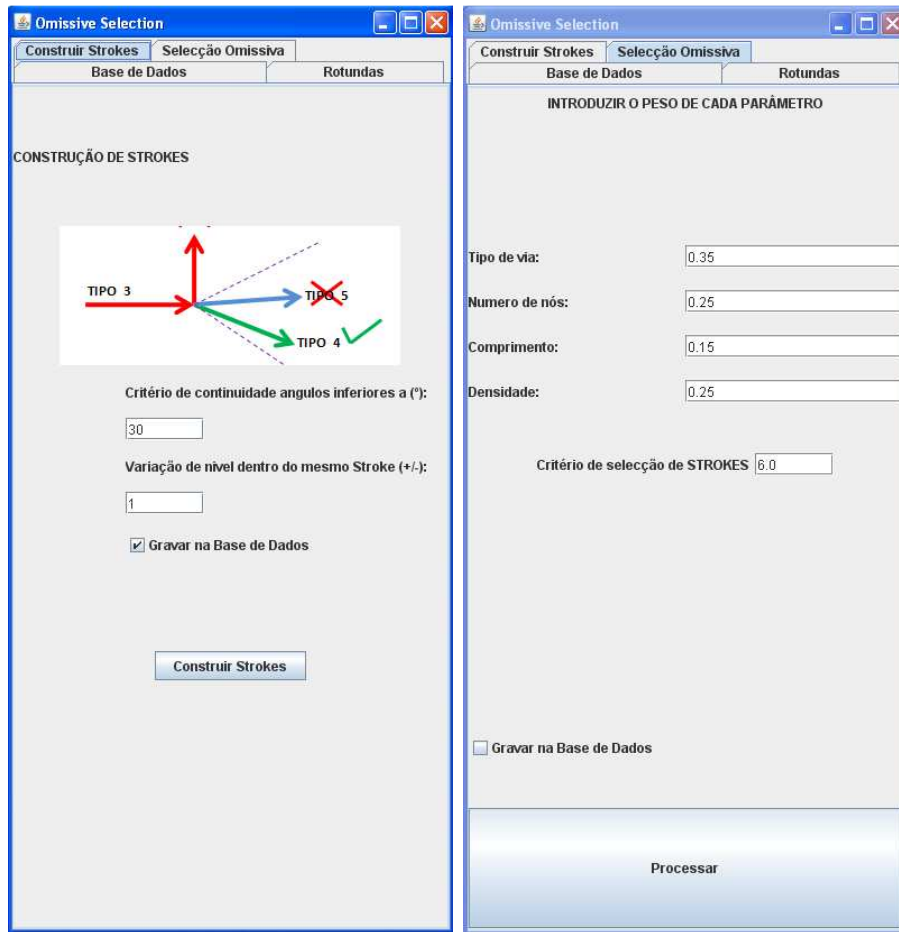 Omissive Selection
Construir Strokes
Selecção Omissiva
Base de Dados
Rotundas
CONSTRUÇÃO DE STROKES
TIPO 3
TIPO 5
TIPO 4
Critério de continuidade angulos inferiores a (º):
30
Variação de nivel dentro do mesmo Stroke (+/-):
1
Gravar na Base de Dados
Construir Strokes
Omissive Selection
Construir Strokes
Selecção Omissiva
Base de Dados
Rotundas
INTRODUZIR O PESO DE CADA PARÂMETRO
Tipo de via:
0.35
Numero de nós:
0.25
Comprimento:
0.15
Densidade:
0.25
Critério de selecção de STROKES
6.0
Gravar na Base de Dados
Processar